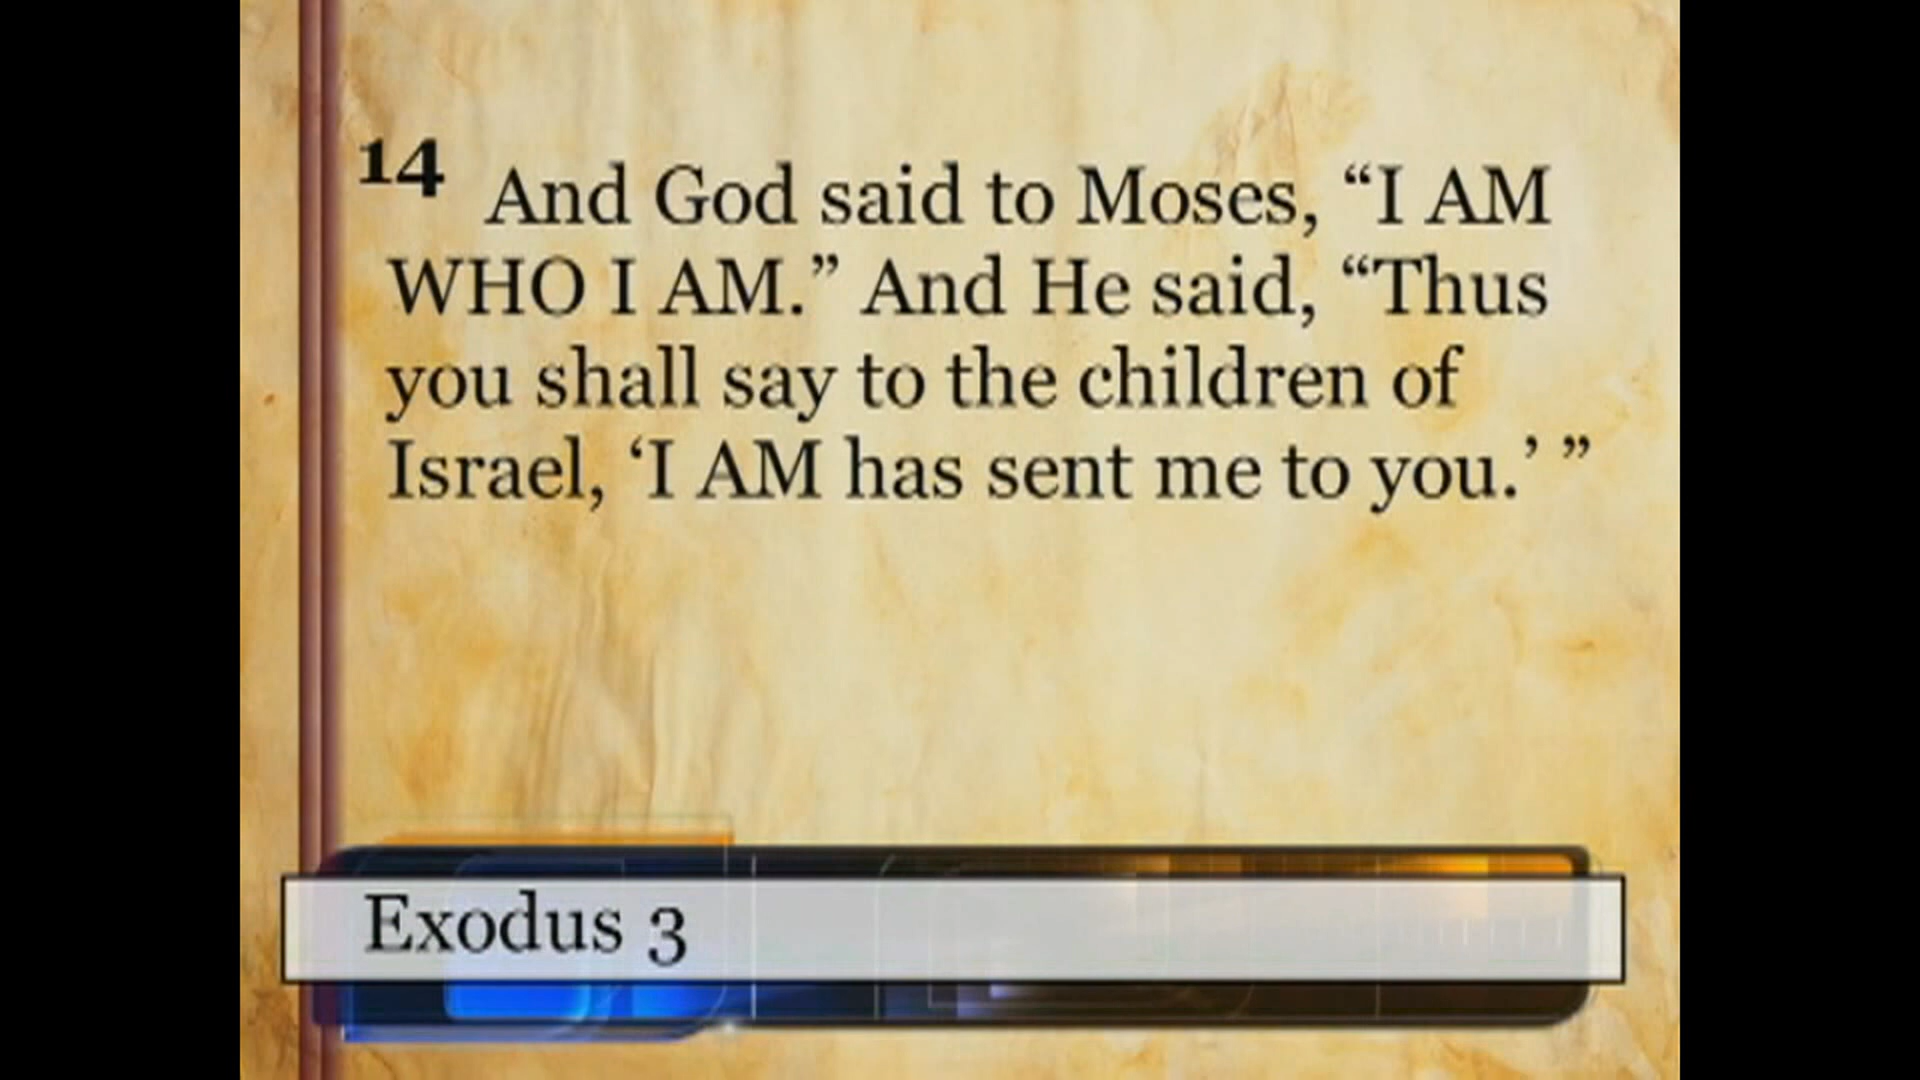 14 And God said to Moses, “I AM
WHO I AM.” And He said, “Thus
you shall say to the children of
Israel, ‘I AM has sent me to you.’ ”
Exodus 3